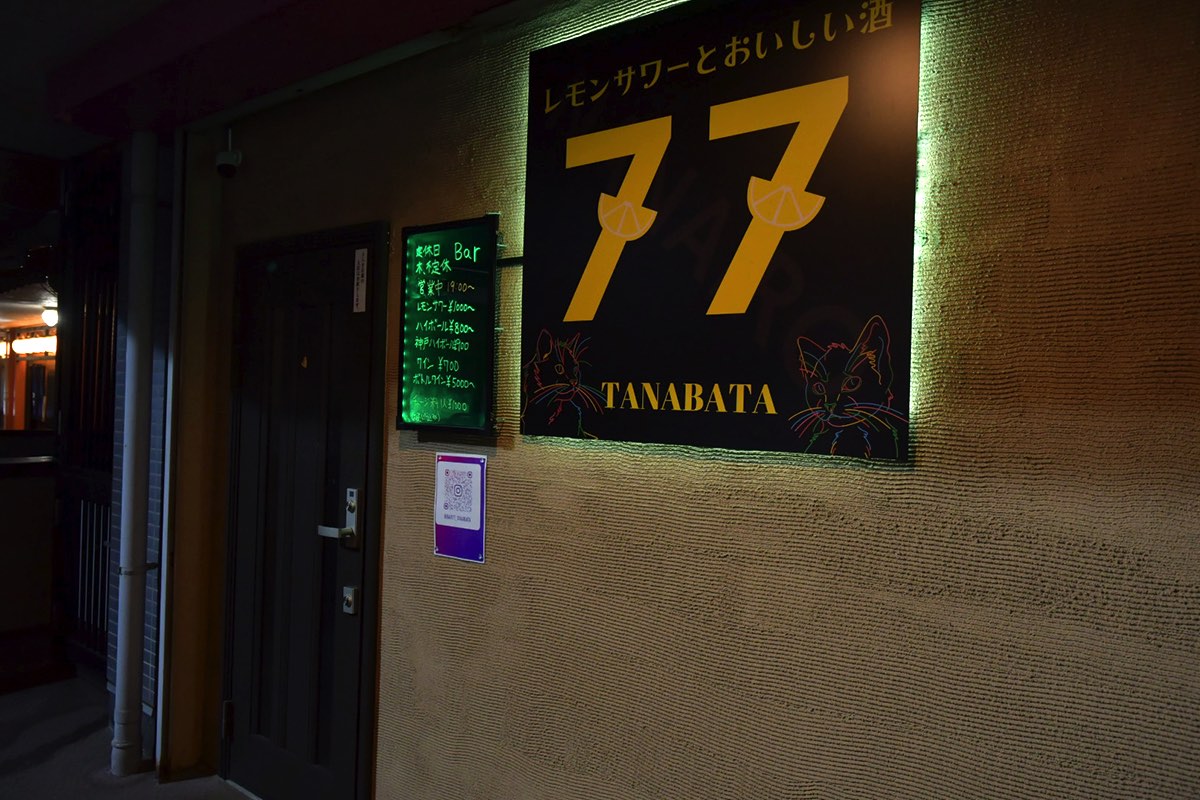 レモンサワーとおいしい酒
77
TANABATA
定休日 Bar
木、不定休
営業中 19:00〜
レモンサワー¥1000〜
ハイボール¥800〜
神戸ハイボール¥900
ワイン ¥700
ボトルワイン¥5000〜